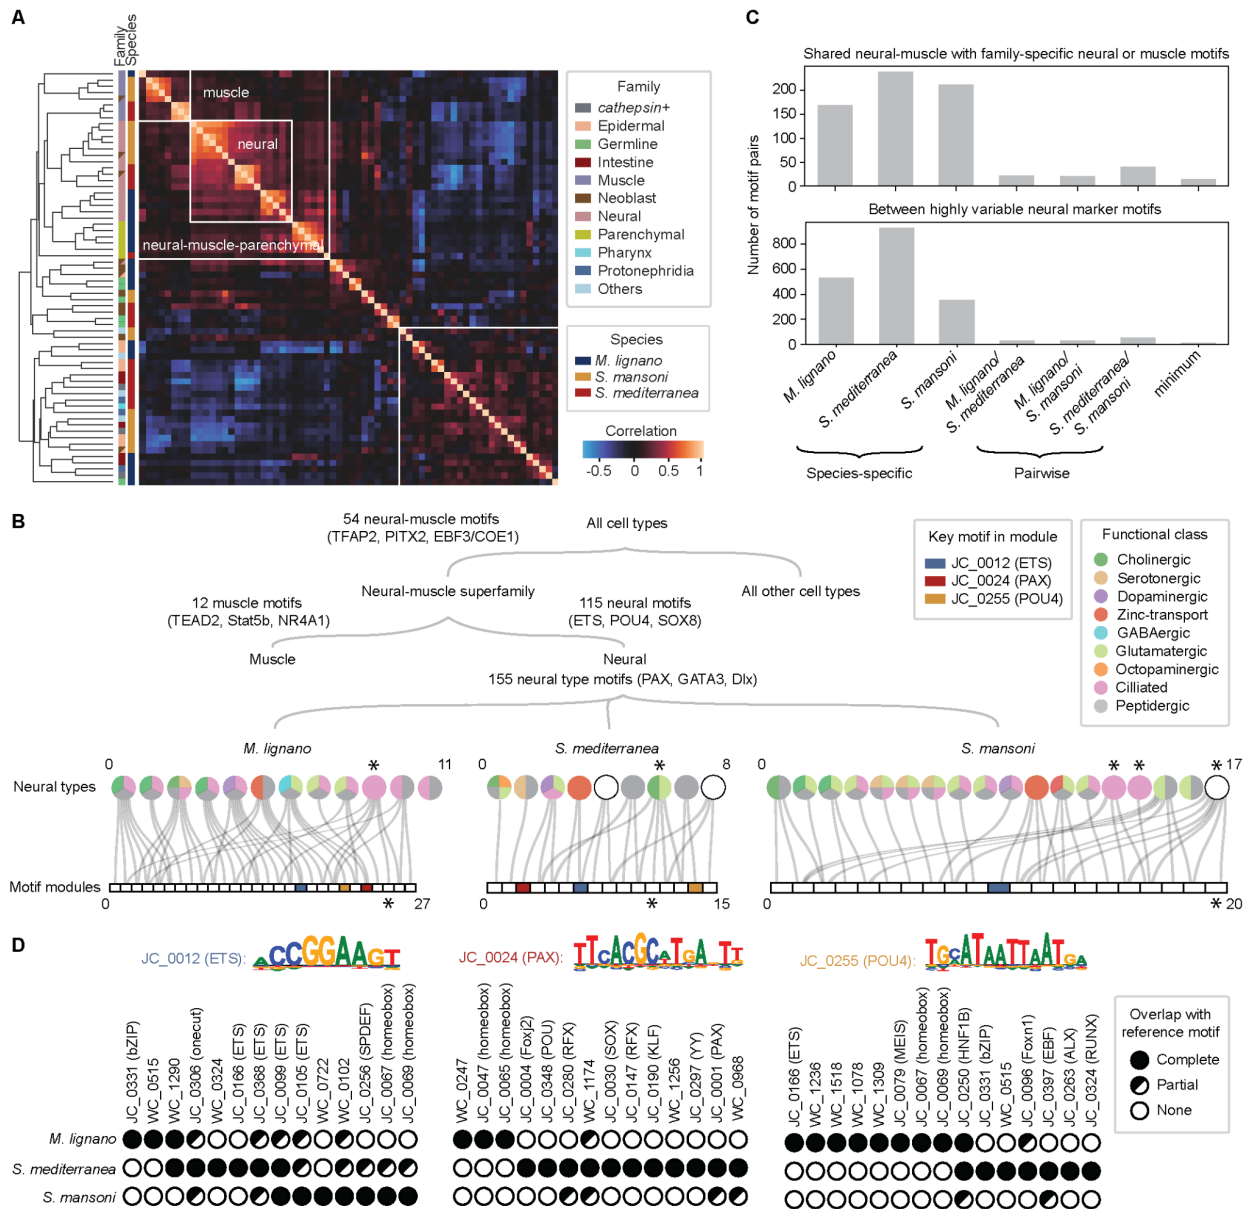 A
Family
Species
muscle
neural
neural-muscle-parenchymal
Family
cathepsin+
Epidermal
Germline
Intestine
Muscle
Neoblast
Neural
Parenchymal
Pharynx
Protonephridia
Others
Species
M. lignano
S. mansoni
S. mediterranea
Correlation
-0.5 0 0.5 1
C
Shared neural-muscle with family-specific neural or muscle motifs
200
150
100
50
0
Between highly variable neural marker motifs
800
600
400
200
0
Number of motif pairs
M. lignano
S. mediterranea
S. mansoni
M. lignano/
S. mediterranea
M. lignano/
S. mansoni
S. mediterranea/
S. mansoni
minimum
Species-specific
Pairwise
B
54 neural-muscle motifs
(TFAP2, PITX2, EBF3/COE1)
All cell types
Neural-muscle superfamily
All other cell types
12 muscle motifs
(TEAD2, Stat5b, NR4A1)
115 neural motifs
(ETS, POU4, SOX8)
Muscle
Neural
155 neural type motifs (PAX, GATA3, Dlx)
Key motif in module
JC_0012 (ETS)
JC_0024 (PAX)
JC_0255 (POU4)
Functional class
Cholinergic
Serotonergic
Dopaminergic
Zinc-transport
GABAergic
Glutamatergic
Octopaminergic
Cilliated
Peptidergic
M. lignano
S. mediterranea
S. mansoni
0 * 11
0 * 8
0 * * * 17
Neural types
Motif modules
0 * 27
0 * 15
0 * 20
D
JC_0012 (ETS):
ACCGGAAGT
JC_0024 (PAX):
TTCACGCATGA TT
JC_0255 (POU4):
TGCATAATTAATGA
JC_0331 (bZIP)
WC_0515
WC_1290
JC_0306 (onecut)
WC_0324
JC_0166 (ETS)
JC_0368 (ETS)
JC_0099 (ETS)
JC_0105 (ETS)
WC_0722
WC_0102
JC_0256 (SPDEF)
JC_0067 (homeobox)
JC_0069 (homeobox)
WC_0247
JC_0047 (homeobox)
JC_0065 (homeobox)
JC_0004 (Foxj2)
JC_0348 (POU)
JC_0280 (RFX)
WC_1174
JC_0030 (SOX)
JC_0147 (RFX)
JC_0190 (KLF)
WC_1256
JC_0297 (YY)
JC_0001 (PAX)
WC_0968
JC_0166 (ETS)
WC_1236
WC_1518
WC_1078
WC_1309
JC_0079 (MEIS)
JC_0067 (homeobox)
JC_0069 (homeobox)
JC_0250 (HNF1B)
JC_0331 (bZIP)
WC_0515
JC_0096 (Foxn1)
JC_0397 (EBF)
JC_0263 (ALX)
JC_0324 (RUNX)
M. lignano
S. mediterranea
S. mansoni
Overlap with
reference motif
Complete
Partial
None